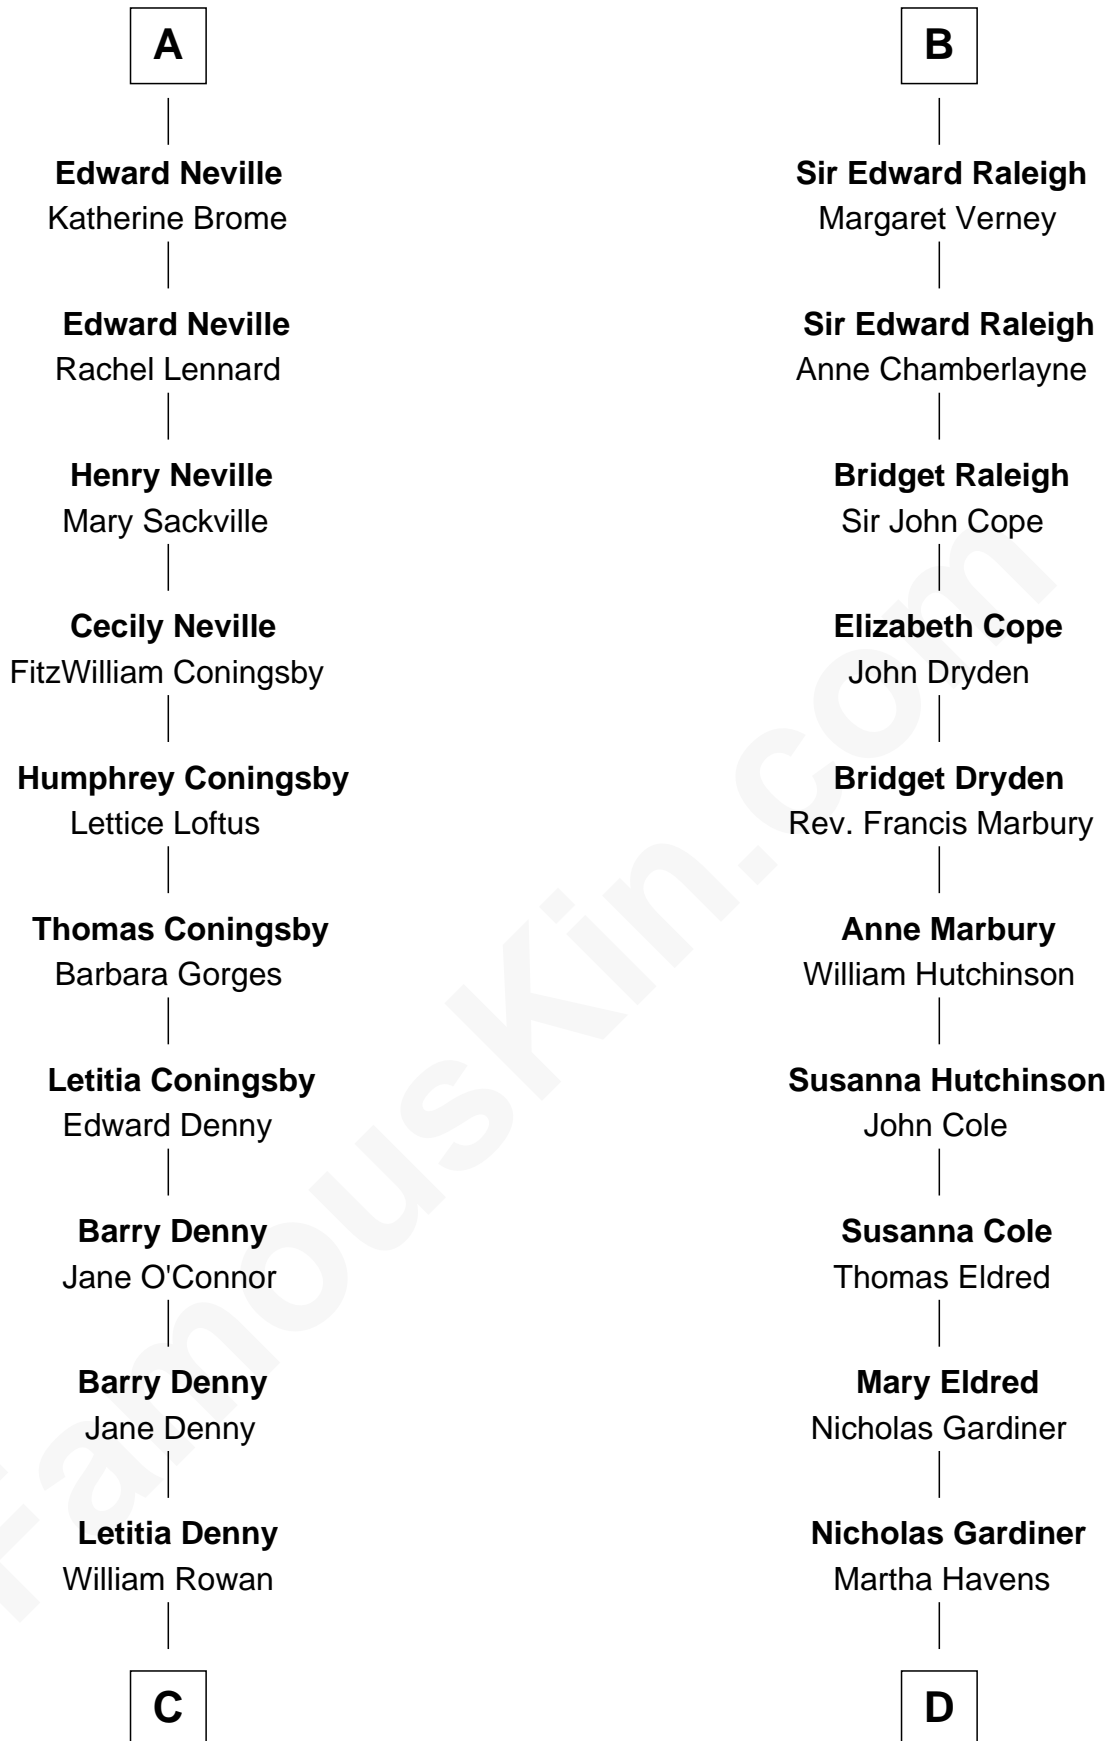 A
Edward Neville
Katherine Brome
Edward Neville
Rachel Lennard
Henry Neville
Mary Sackville
Cecily Neville
FitzWilliam Coningsby
Humphrey Coningsby
Lettice Loftus
Thomas Coningsby
Barbara Gorges
Letitia Coningsby
Edward Denny
Barry Denny
Jane O'Connor
Barry Denny
Jane Denny
Letitia Denny
William Rowan
C
B
Sir Edward Raleigh
Margaret Verney
Sir Edward Raleigh
Anne Chamberlayne
Bridget Raleigh
Sir John Cope
Elizabeth Cope
John Dryden
Bridget Dryden
Rev. Francis Marbury
Anne Marbury
William Hutchinson
Susanna Hutchinson
John Cole
Susanna Cole
Thomas Eldred
Mary Eldred
Nicholas Gardiner
Nicholas Gardiner
Martha Havens
D
FamousKin.com